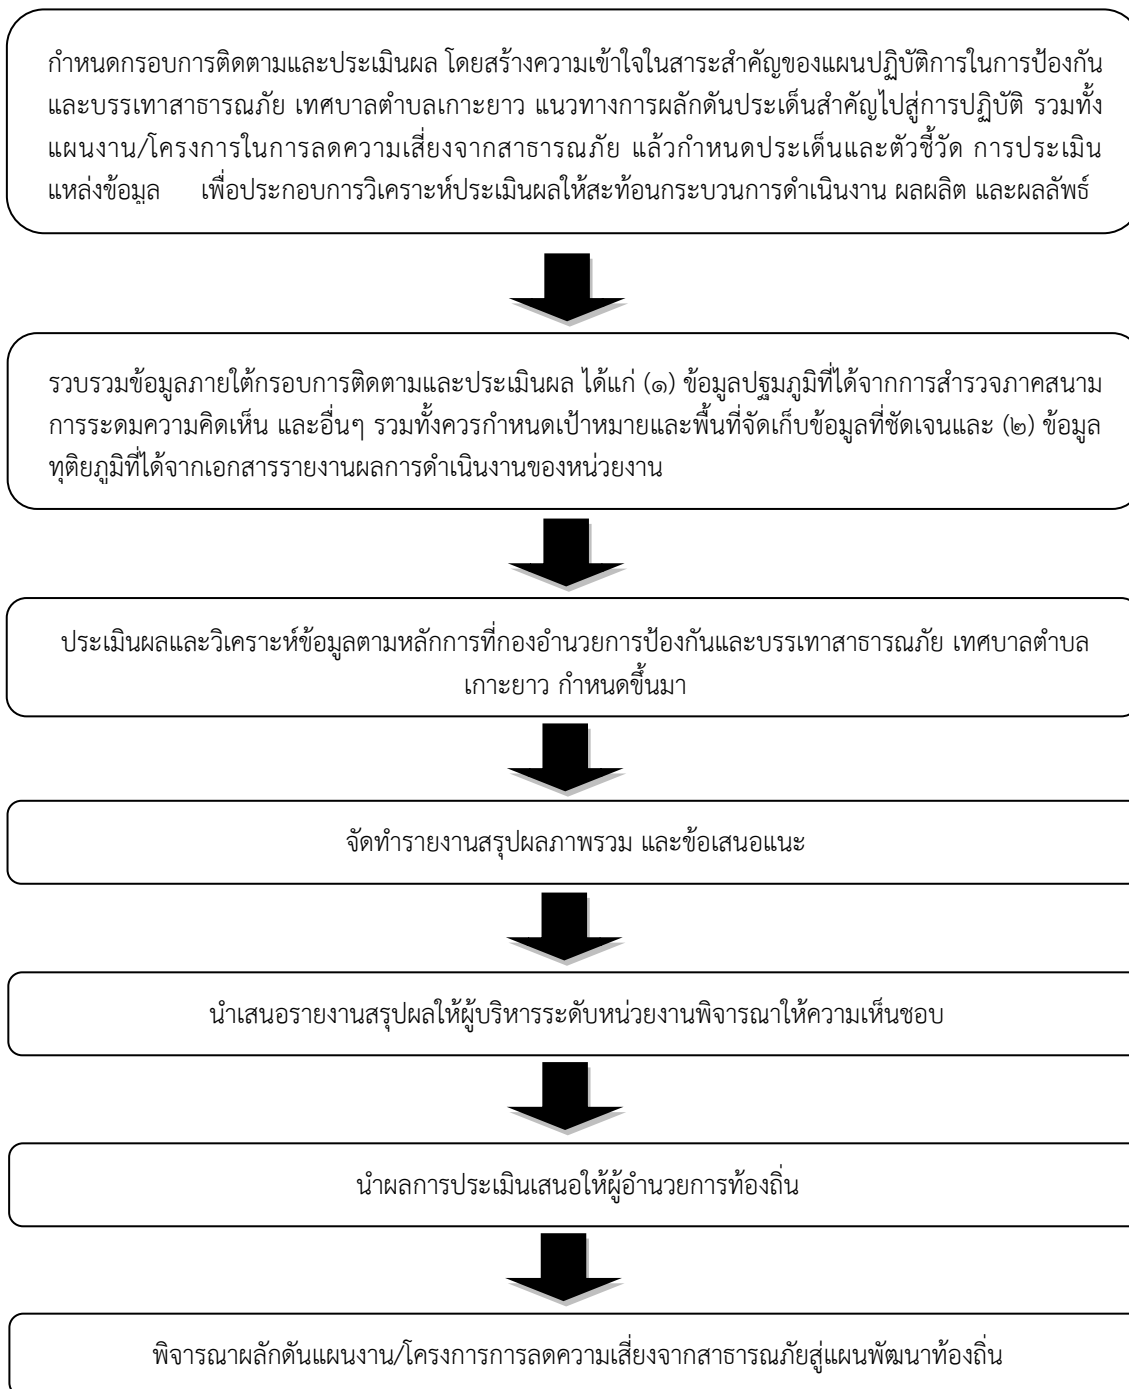 กำหนดกรอบการติดตามและประเมินผล โดยสร้างความเข้าใจในสาระสำคัญของแผนปฏิบัติการในการป้องกัน
และบรรเทาสาธารณภัย เทศบาลตำบลเกาะยาว แนวทางการผลักดันประเด็นสำคัญไปสู่การปฏิบัติ รวมทั้ง
แผนงาน/โครงการในการลดความเสี่ยงจากสาธารณภัย แล้วกำหนดประเด็นและตัวชี้วัด การประเมิน
แหล่งข้อมูล เพื่อประกอบการวิเคราะห์ประเมินผลให้สะท้อนกระบวนการดำเนินงาน ผลผลิต และผลลัพธ์
รวบรวมข้อมูลภายใต้กรอบการติดตามและประเมินผล ได้แก่ (๑) ข้อมูลปฐมภูมิที่ได้จากการสำรวจภาคสนาม
การระดมความคิดเห็น และอื่นๆ รวมทั้งควรกำหนดเป้าหมายและพื้นที่จัดเก็บข้อมูลที่ชัดเจนและ (๒) ข้อมูล
ทุติยภูมิที่ได้จากเอกสารรายงานผลการดำเนินงานของหน่วยงาน
ประเมินผลและวิเคราะห์ข้อมูลตามหลักการที่กองอำนวยการป้องกันและบรรเทาสาธารณภัย เทศบาลตำบล
เกาะยาว กำหนดขึ้นมา
จัดทำรายงานสรุปผลภาพรวม และข้อเสนอแนะ
นำเสนอรายงานสรุปผลให้ผู้บริหารระดับหน่วยงานพิจารณาให้ความเห็นชอบ
นำผลการประเมินเสนอให้ผู้อำนวยการท้องถิ่น
พิจารณาผลักดันแผนงาน/โครงการการลดความเสี่ยงจากสาธารณภัยสู่แผนพัฒนาท้องถิ่น